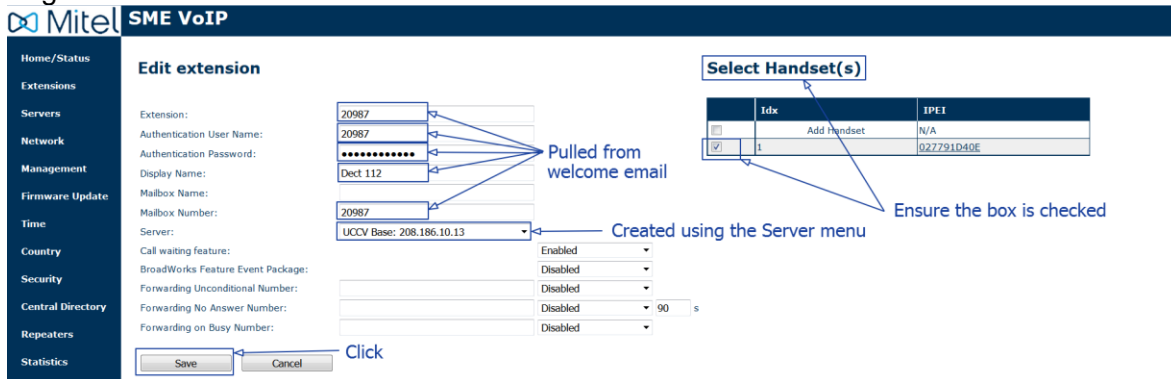 Mitel SME VoIP
Home/Status
Extensions
Servers
Network
Management
Firmware Update
Time
Country
Security
Central Directory
Repeaters
Statistics
Edit extension
Extension: 20987
Authentication User Name: 20987
Authentication Password: ••••••••••••
Display Name: Dect 112
Mailbox Name:
Mailbox Number: 20987
Server: UCCV Base: 208.186.10.13
Call waiting feature: Enabled
BroadWorks Feature Event Package: Disabled
Forwarding Unconditional Number: Disabled
Forwarding No Answer Number: Disabled 90 s
Forwarding on Busy Number: Disabled
Save Cancel
Click
Pulled from
welcome email
Created using the Server menu
Select Handset(s)
Idx IPEI
Add Handset N/A
1 027791D40E
Ensure the box is checked